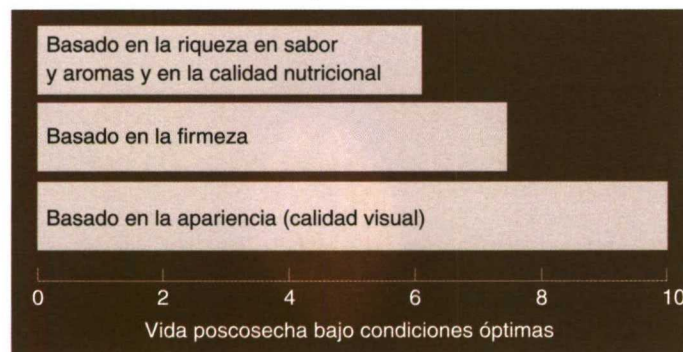 Basado en la riqueza en sabor
y aromas y en la calidad nutricional
Basado en la firmeza
Basado en la apariencia (calidad visual)
0 2 4 6 8 10
Vida poscosecha bajo condiciones óptimas